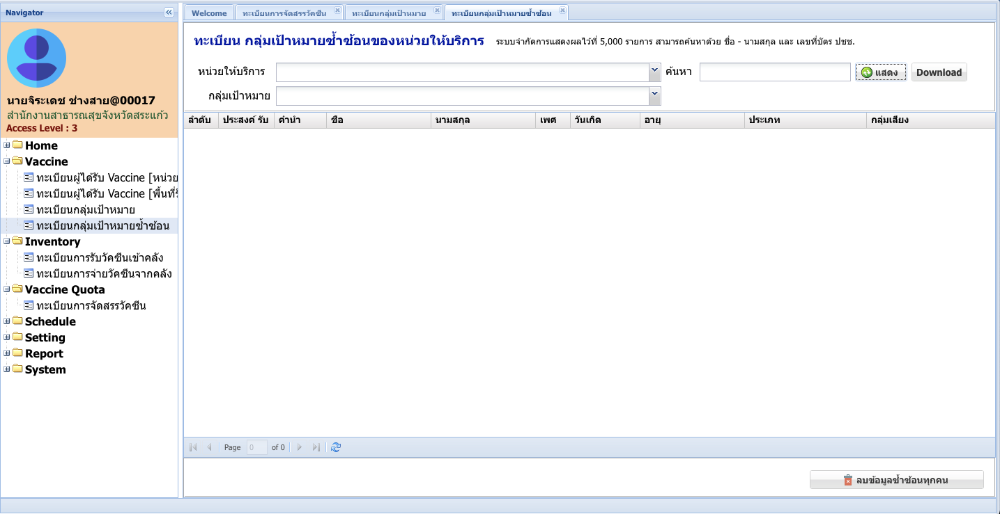 Navigator
Welcome
ทะเบียนการจัดสรรวัคซีน
ทะเบียนกลุ่มเป้าหมาย
ทะเบียนกลุ่มเป้าหมายซ้ำซ้อน
นายจิระเดช ช่างสาย@00017
สำนักงานสาธารณสุขจังหวัดสระแก้ว
Access Level : 3
Home
Vaccine
ทะเบียนผู้ได้รับ Vaccine [หน่วย
ทะเบียนผู้ได้รับ Vaccine [พื้นที่รั
ทะเบียนกลุ่มเป้าหมาย
ทะเบียนกลุ่มเป้าหมายซ้ำซ้อน
Inventory
ทะเบียนการรับวัคซีนเข้าคลัง
ทะเบียนการจ่ายวัคซีนจากคลัง
Vaccine Quota
ทะเบียนการจัดสรรวัคซีน
Schedule
Setting
Report
System
ทะเบียน กลุ่มเป้าหมายซ้ำซ้อนของหน่วยให้บริการ ระบบจำกัดการแสดงผลไว้ที่ 5,000 รายการ สามารถค้นหาด้วย ชื่อ - นามสกุล และ เลขที่บัตร ปชช.
หน่วยให้บริการ ค้นหา แสดง Download
กลุ่มเป้าหมาย
ลำดับ ประสงค์ รับ คำนำ ชื่อ นามสกุล เพศ วันเกิด อายุ ประเภท กลุ่มเสี่ยง
Page 0 of 0
ลบข้อมูลซ้ำซ้อนทุกคน